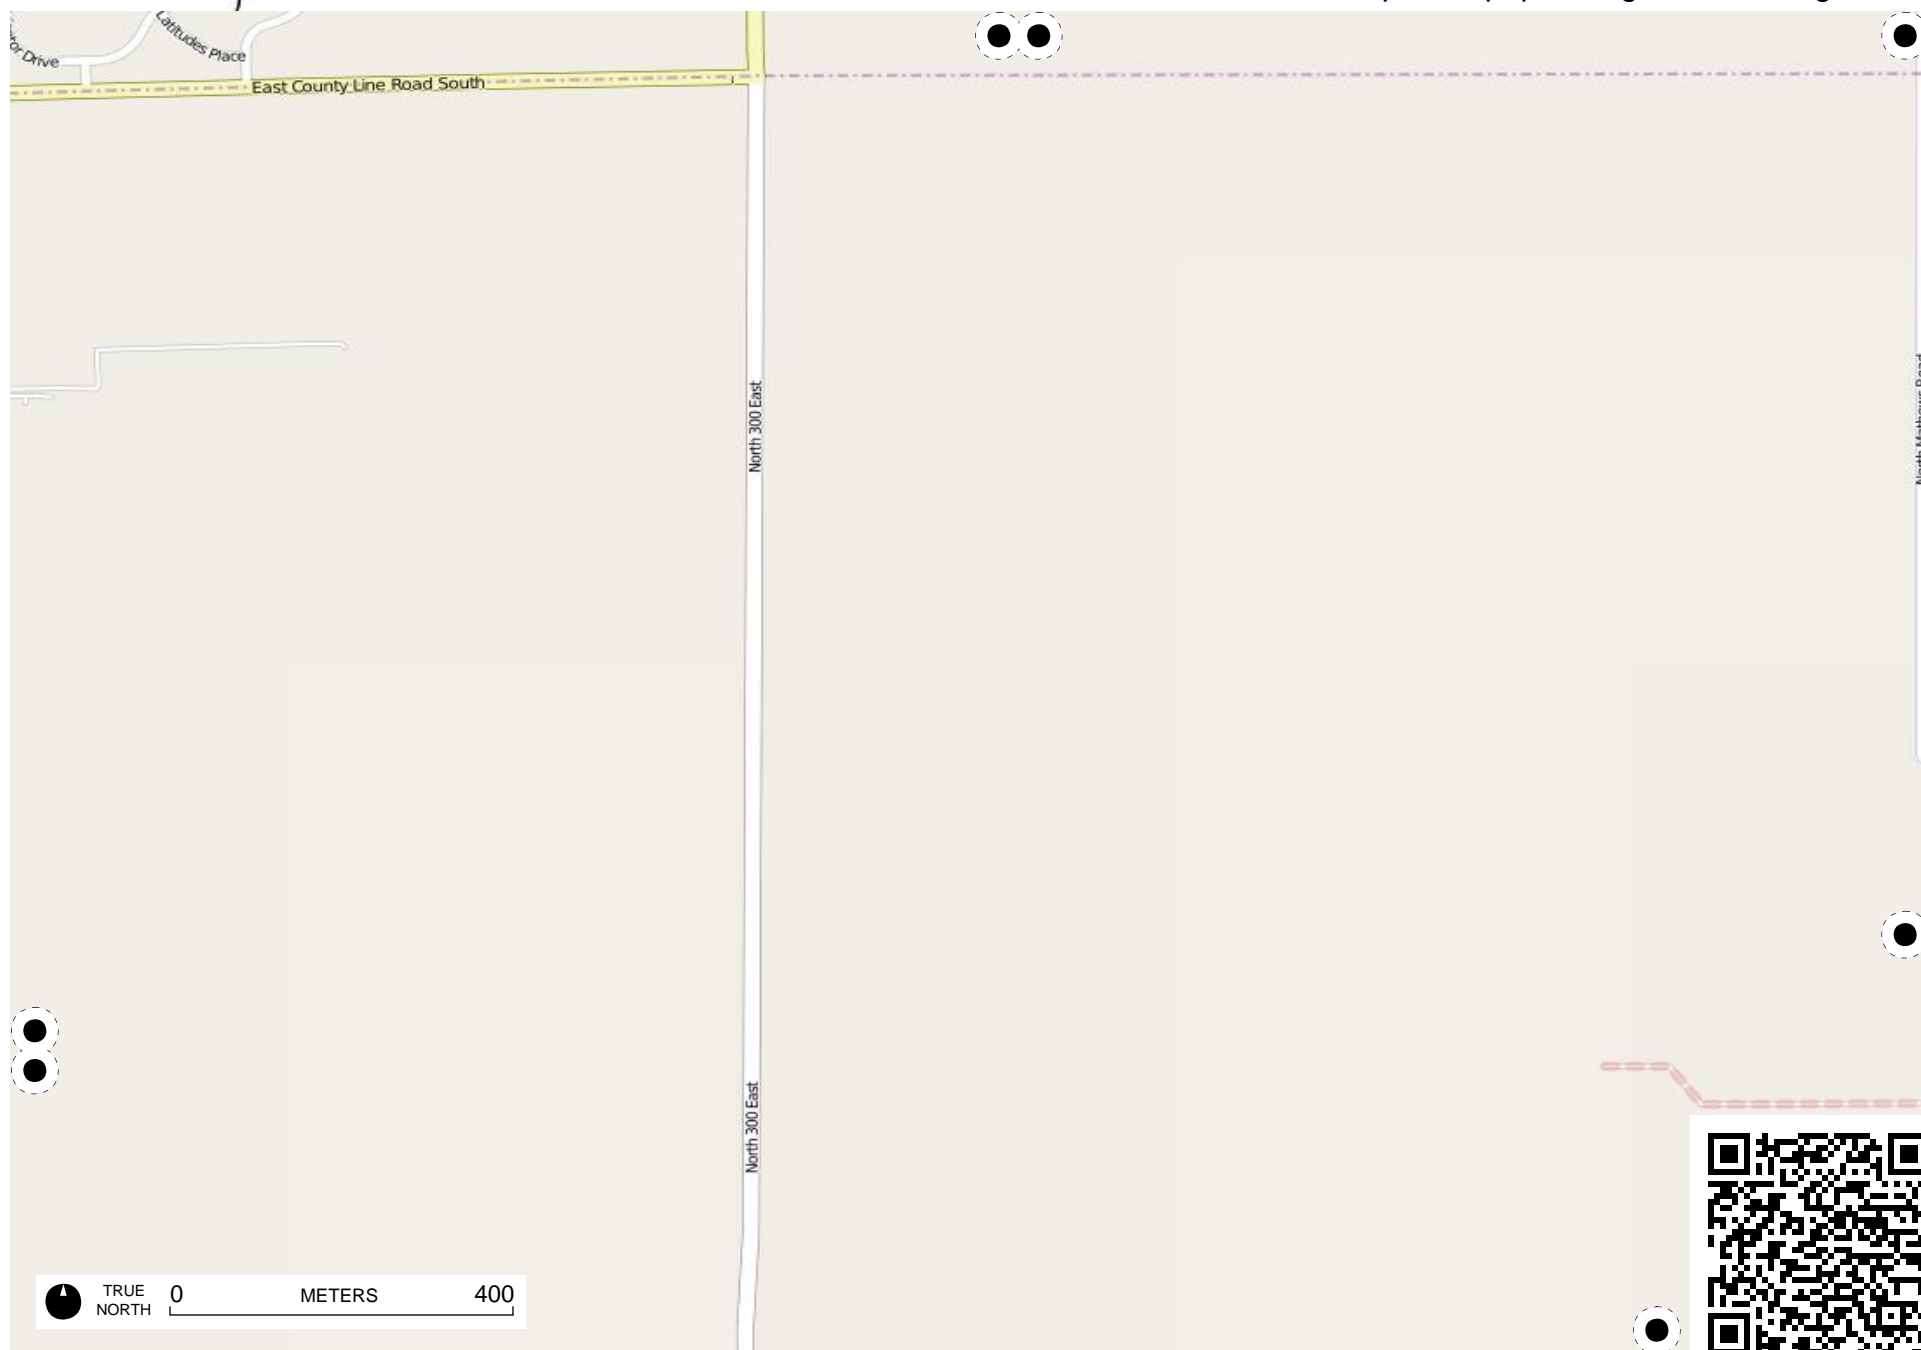 Drive
Latitudes Place
East County Line Road South
North 300 East
North 300 East
TRUE
NORTH
0 METERS 400